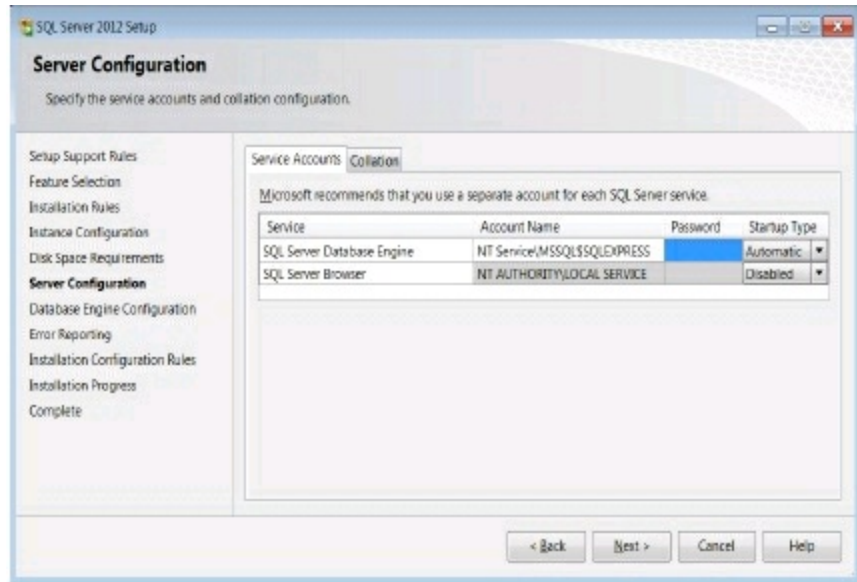 SQL Server 2012 Setup
Server Configuration
Specify the service accounts and collation configuration.
Setup Support Rules
Feature Selection
Installation Rules
Instance Configuration
Disk Space Requirements
Server Configuration
Database Engine Configuration
Error Reporting
Installation Configuration Rules
Installation Progress
Complete
Service Accounts Collation
Microsoft recommends that you use a separate account for each SQL Server service.
Service Account Name Password Startup Type
SQL Server Database Engine NT Service\MSSQL$SQLEXPRESS Automatic
SQL Server Browser NT AUTHORITY\LOCAL SERVICE Disabled
< Back Next > Cancel Help